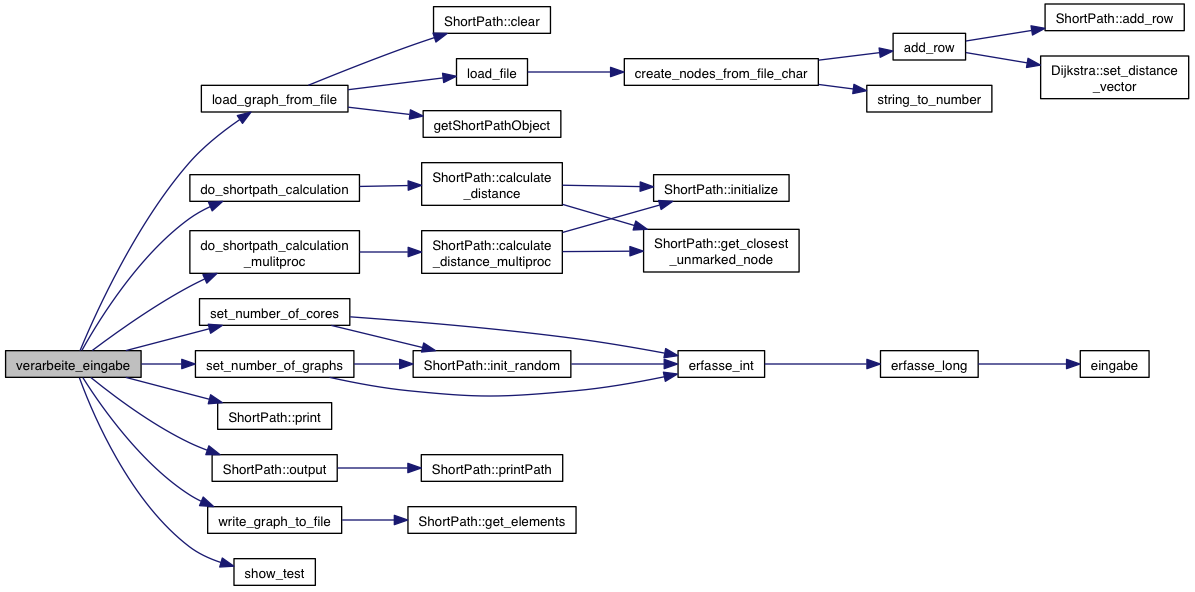 ShortPath::clear
ShortPath::add_row
add_row
load_file
create_nodes_from_file_char
Dijkstra::set_distance
_vector
load_graph_from_file
string_to_number
getShortPathObject
do_shortpath_calculation
ShortPath::calculate
_distance
ShortPath::initialize
do_shortpath_calculation
_mulitproc
ShortPath::calculate
_distance_multiproc
ShortPath::get_closest
_unmarked_node
set_number_of_cores
verarbeite_eingabe
set_number_of_graphs
ShortPath::init_random
erfasse_int
erfasse_long
eingabe
ShortPath::print
ShortPath::output
ShortPath::printPath
write_graph_to_file
ShortPath::get_elements
show_test